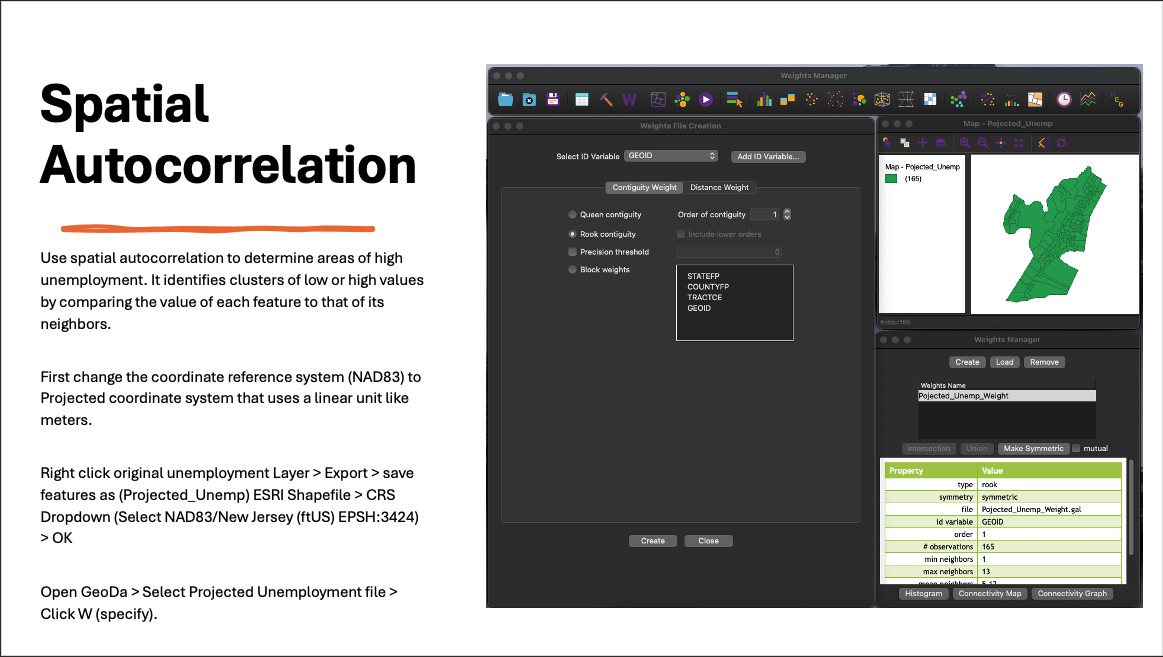 Spatial
Autocorrelation
Use spatial autocorrelation to determine areas of high
unemployment. It identifies clusters of low or high values
by comparing the value of each feature to that of its
neighbors.
First change the coordinate reference system (NAD83) to
Projected coordinate system that uses a linear unit like
meters.
Right click original unemployment Layer > Export > save
features as (Projected_Unemp) ESRI Shapefile > CRS
Dropdown (Select NAD83/New Jersey (ftUS) EPSH:3424)
> OK
Open GeoDa > Select Projected Unemployment file >
Click W (specify).
Weights Manager
Weights File Creation
Select ID Variable
GEOID
Add ID Variable...
Contiguity Weight
Distance Weight
Queen contiguity
Order of contiguity
1
Rook contiguity
Include lower orders
Precision threshold
0
Block weights
STATEFP
COUNTYFP
TRACTCE
GEOID
Create
Close
Map - Pojected_Unemp
Map - Pojected_Unemp
(165)
#obs=165
Weights Manager
Create
Load
Remove
Weights Name
Pojected_Unemp_Weight
Intersection
Union
Make Symmetric
mutual
Property Value
type rook
symmetry symmetric
file Pojected_Unemp_Weight.gal
id variable GEOID
order 1
# observations 165
min neighbors 1
max neighbors 13
mean neighbors 5.12
Histogram
Connectivity Map
Connectivity Graph